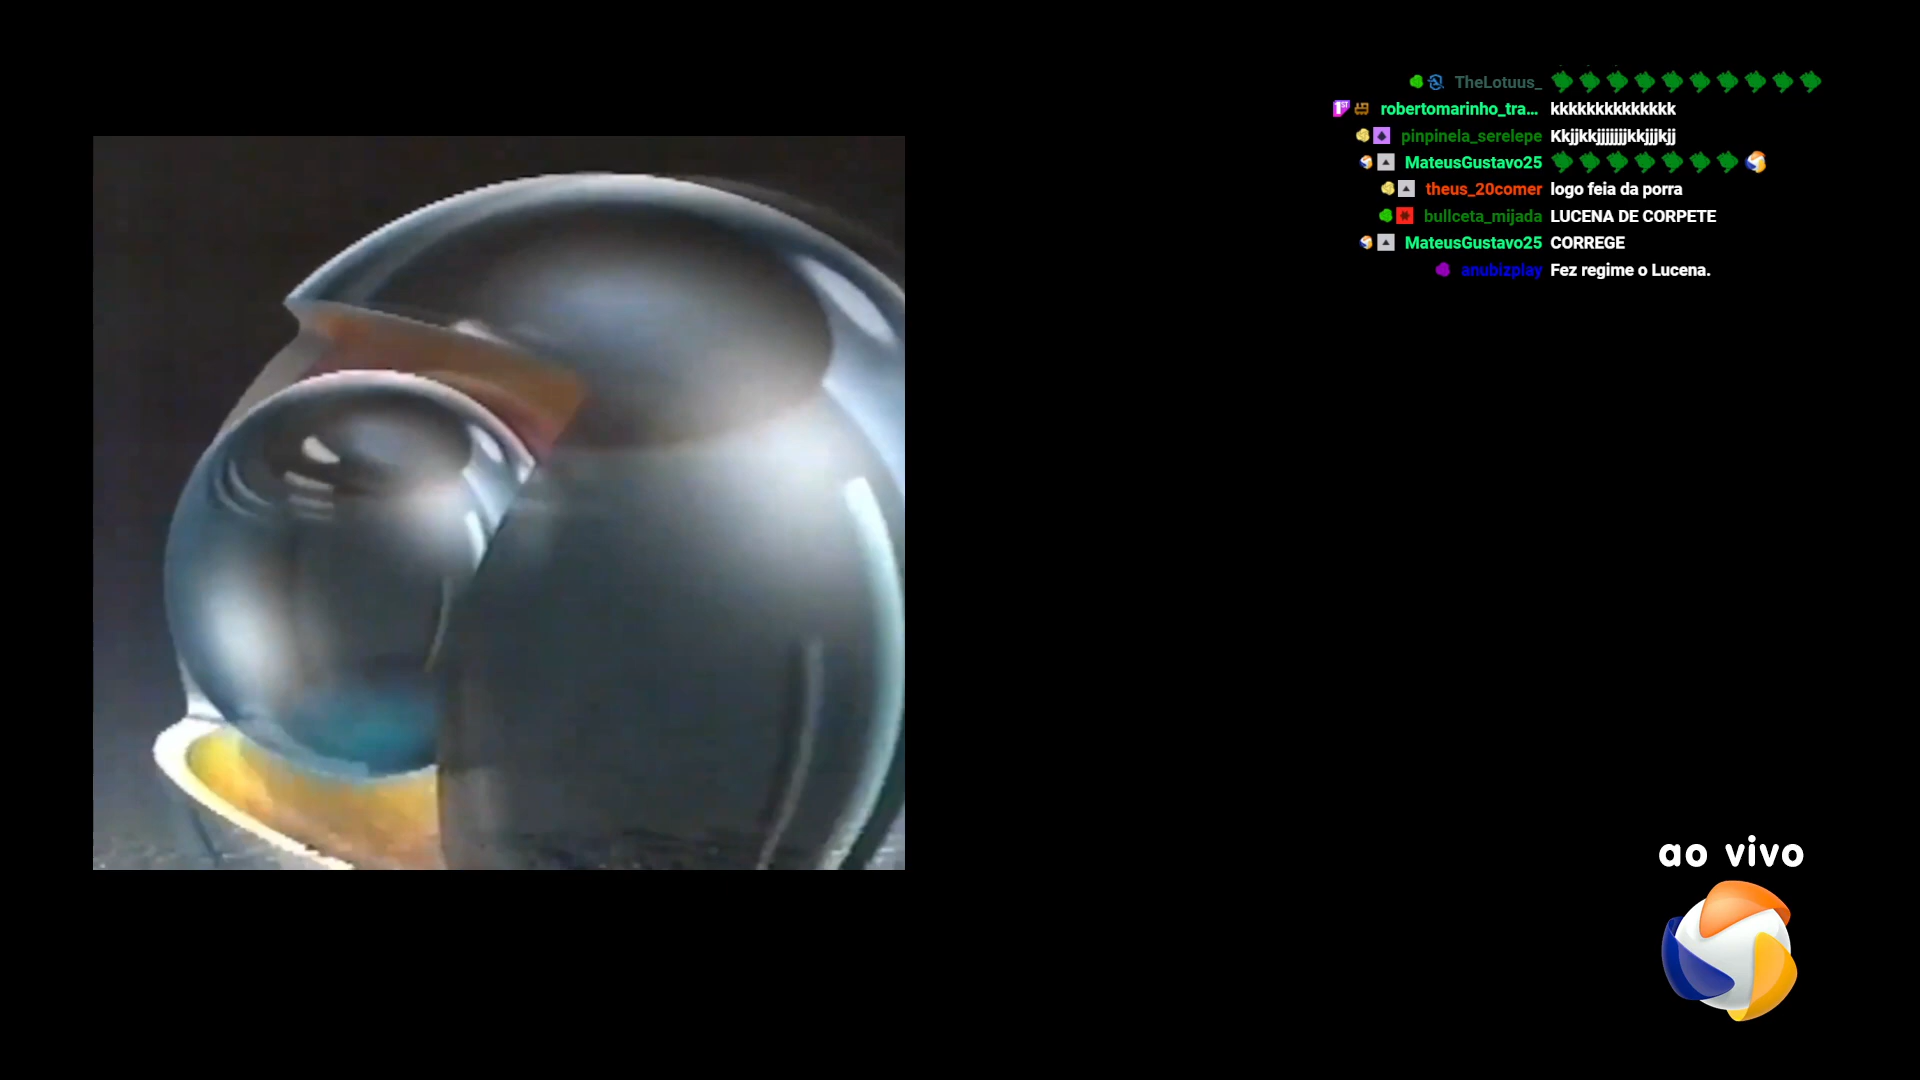 TheLotuus_
robertomarinho_tra... kkkkkkkkkkkkkk
pinpinela_serelepe Kkjjkkjjjjjjjkkjjjkjj
MateusGustavo25
theus_20comer logo feia da porra
bullceta_mijada LUCENA DE CORPETE
MateusGustavo25 CORREGE
anubizplay Fez regime o Lucena.
ao vivo